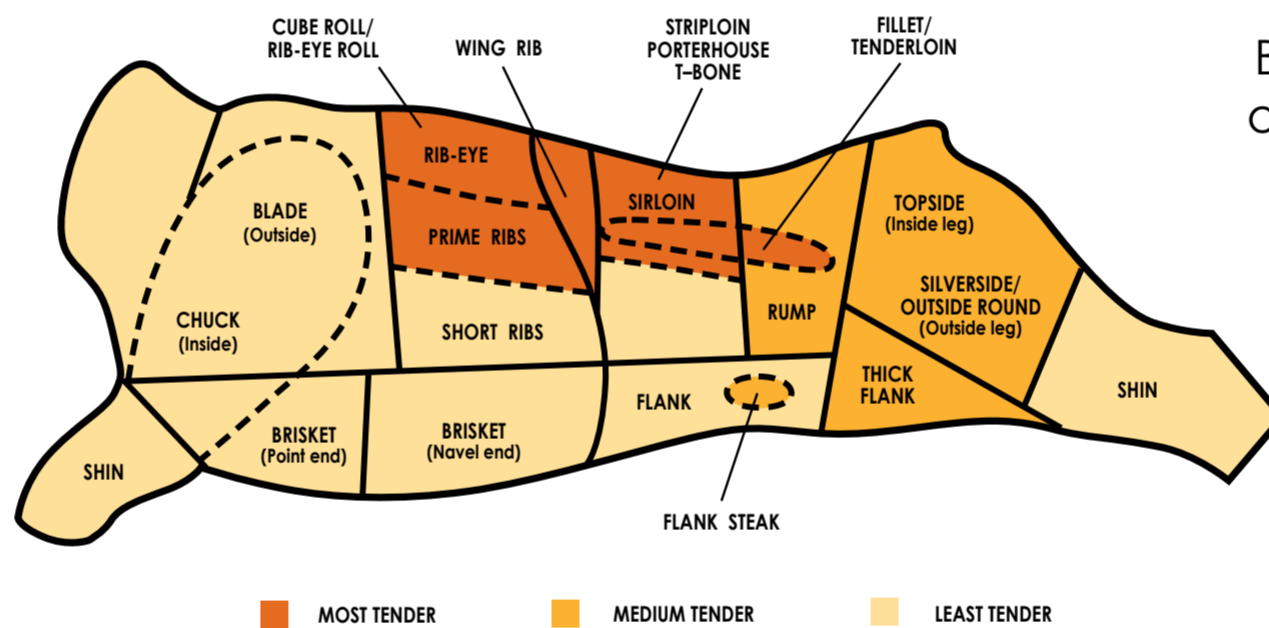 CUBE ROLL/
RIB-EYE ROLL
WING RIB
STRIPLOIN
PORTERHOUSE
T–BONE
FILLET/
TENDERLOIN
RIB-EYE
PRIME RIBS
SHORT RIBS
SIRLOIN
BLADE
(Outside)
CHUCK
(Inside)
RUMP
TOPSIDE
(Inside leg)
SILVERSIDE/
OUTSIDE ROUND
(Outside leg)
THICK
FLANK
SHIN
FLANK
BRISKET
(Point end)
BRISKET
(Navel end)
SHIN
FLANK STEAK
MOST TENDER
MEDIUM TENDER
LEAST TENDER